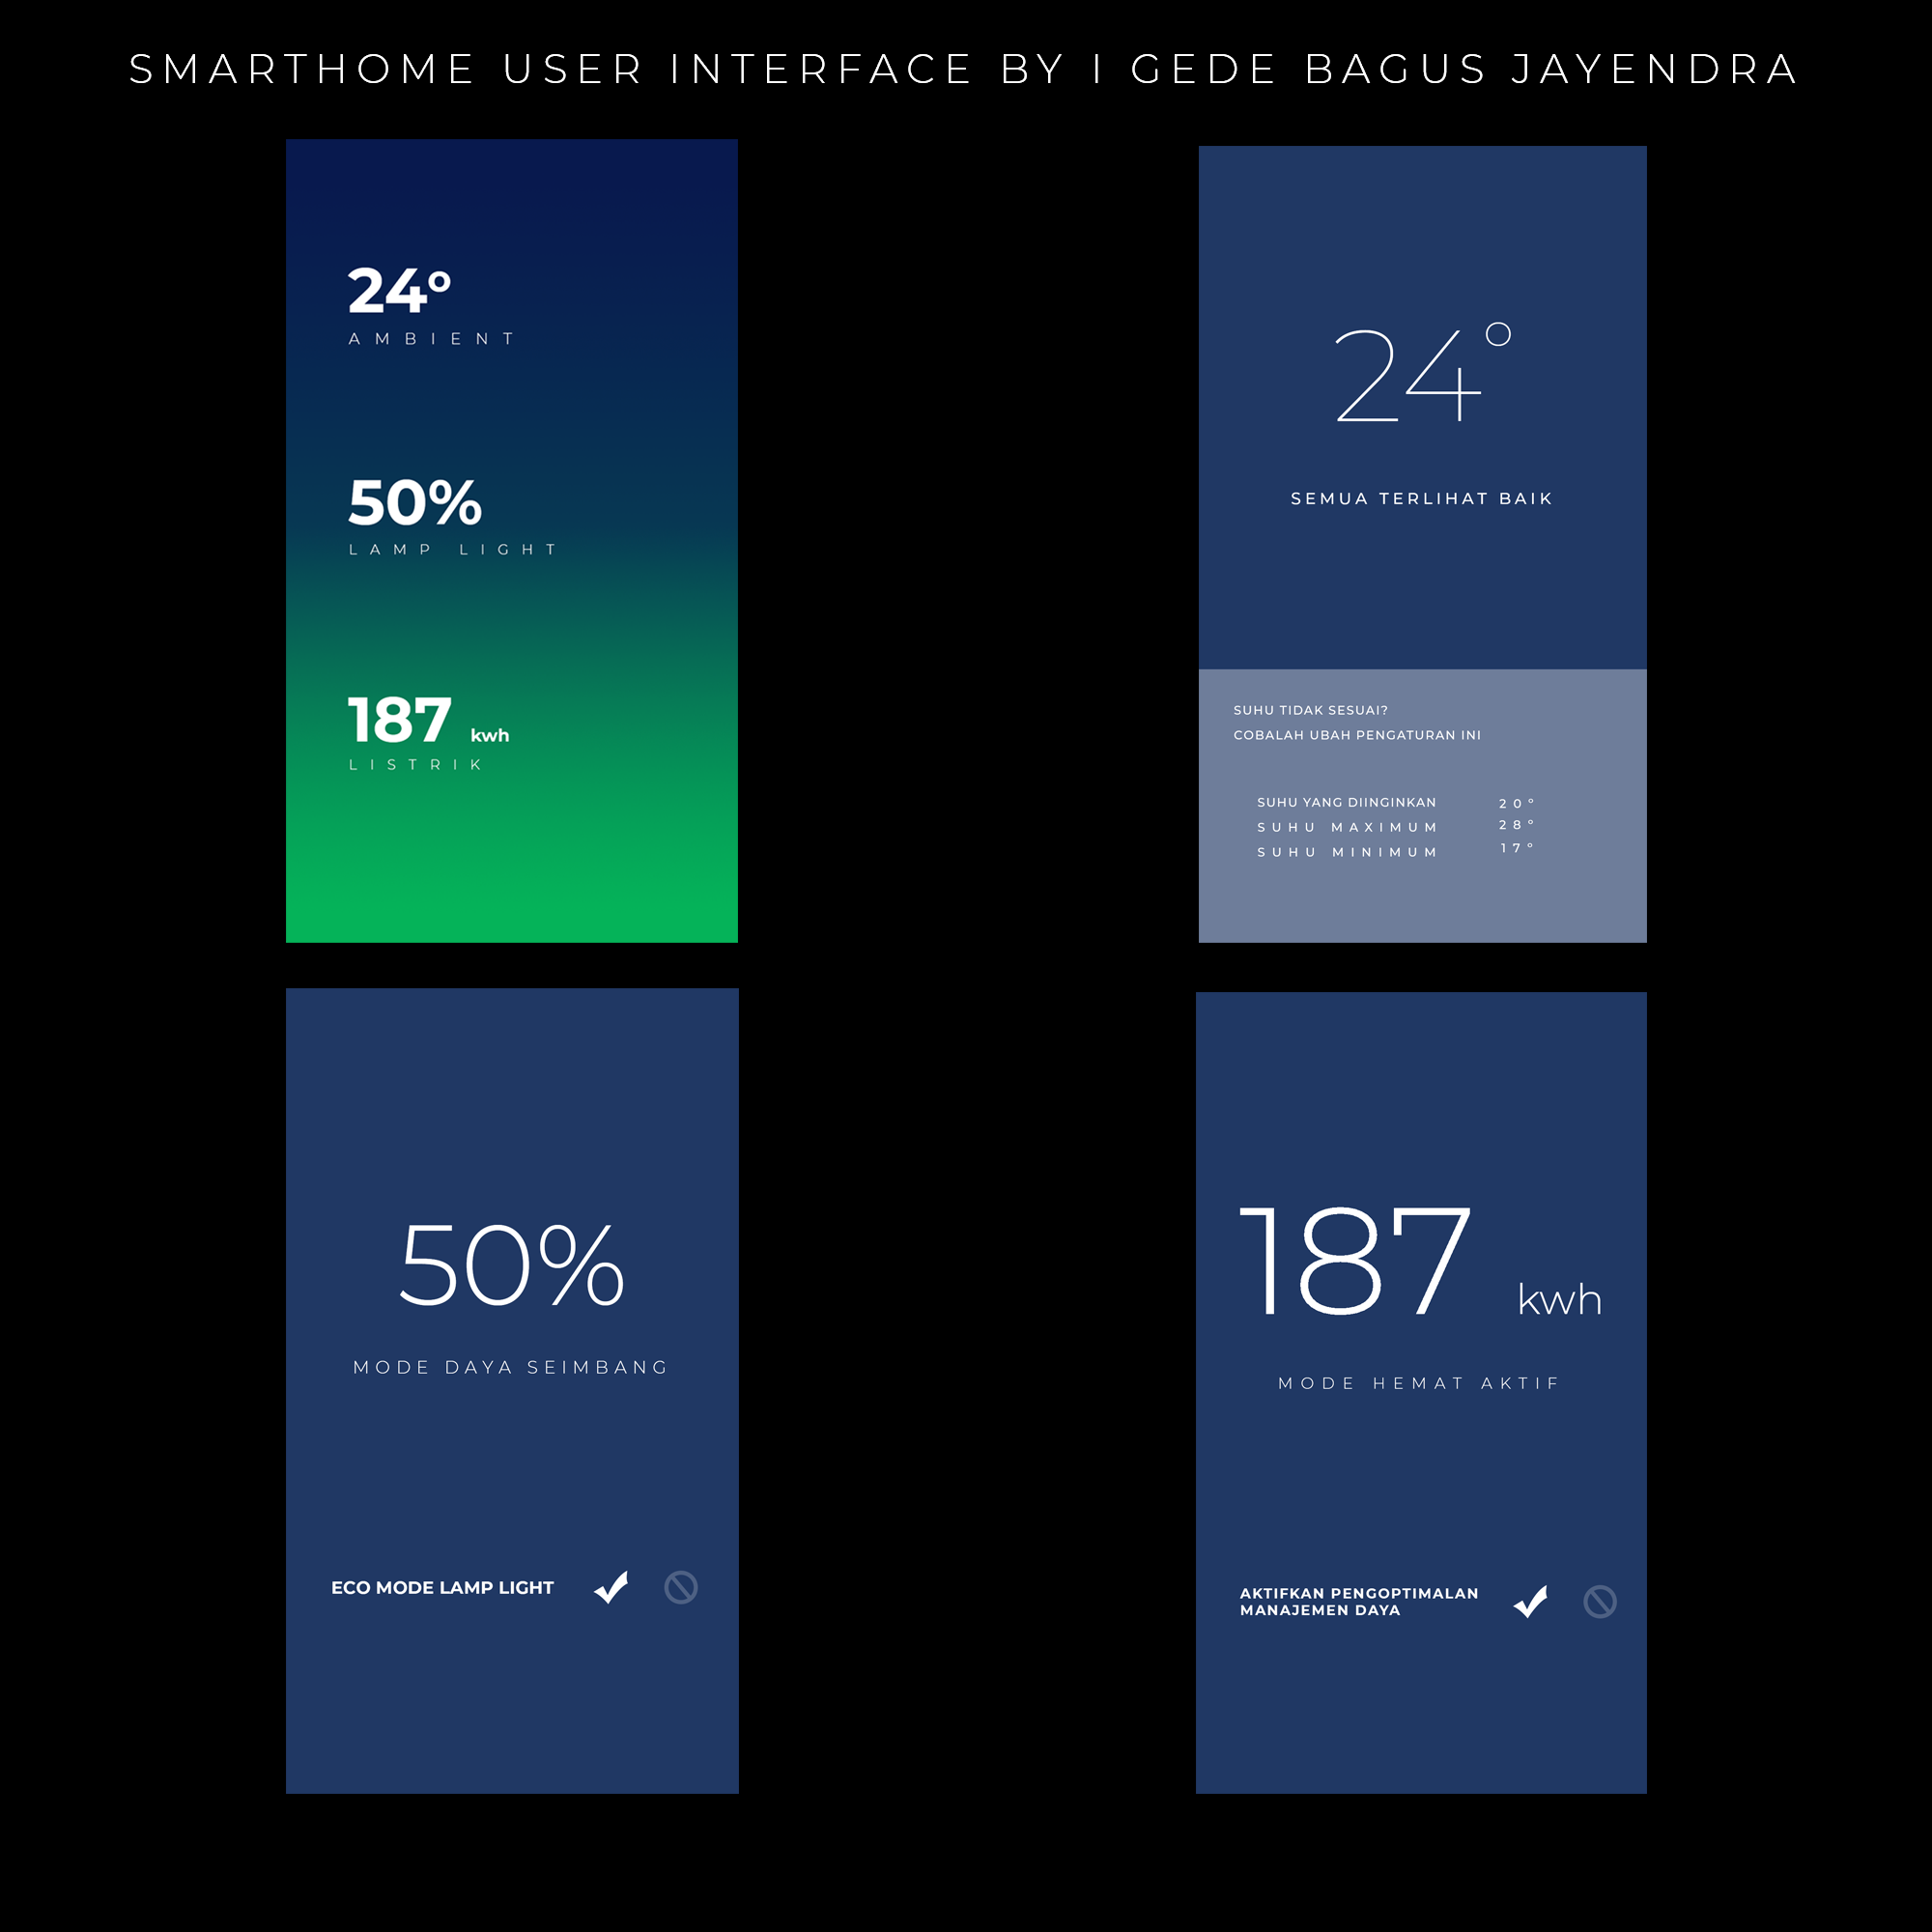 SMARTHOME USER INTERFACE BY I GEDE BAGUS JAYENDRA
24°
AMBIENT
50%
LAMP LIGHT
187 kwh
LISTRIK
24°
SEMUA TERLIHAT BAIK
SUHU TIDAK SESUAI?
COBALAH UBAH PENGATURAN INI
SUHU YANG DIINGINKAN 20°
SUHU MAXIMUM 28°
SUHU MINIMUM 17°
50%
MODE DAYA SEIMBANG
ECO MODE LAMP LIGHT
187 kwh
MODE HEMAT AKTIF
AKTIFKAN PENGOPTIMALAN
MANAJEMEN DAYA